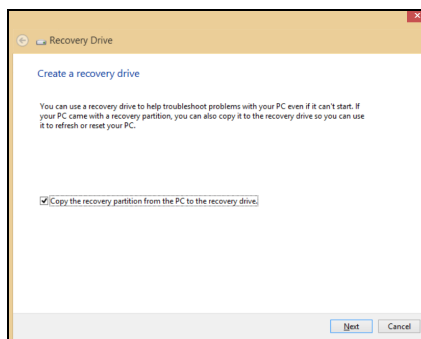 Recovery Drive
Create a recovery drive
You can use a recovery drive to help troubleshoot problems with your PC even if it can't start. If
your PC came with a recovery partition, you can also copy it to the recovery drive so you can use
it to refresh or reset your PC.
Copy the recovery partition from the PC to the recovery drive.
Next Cancel